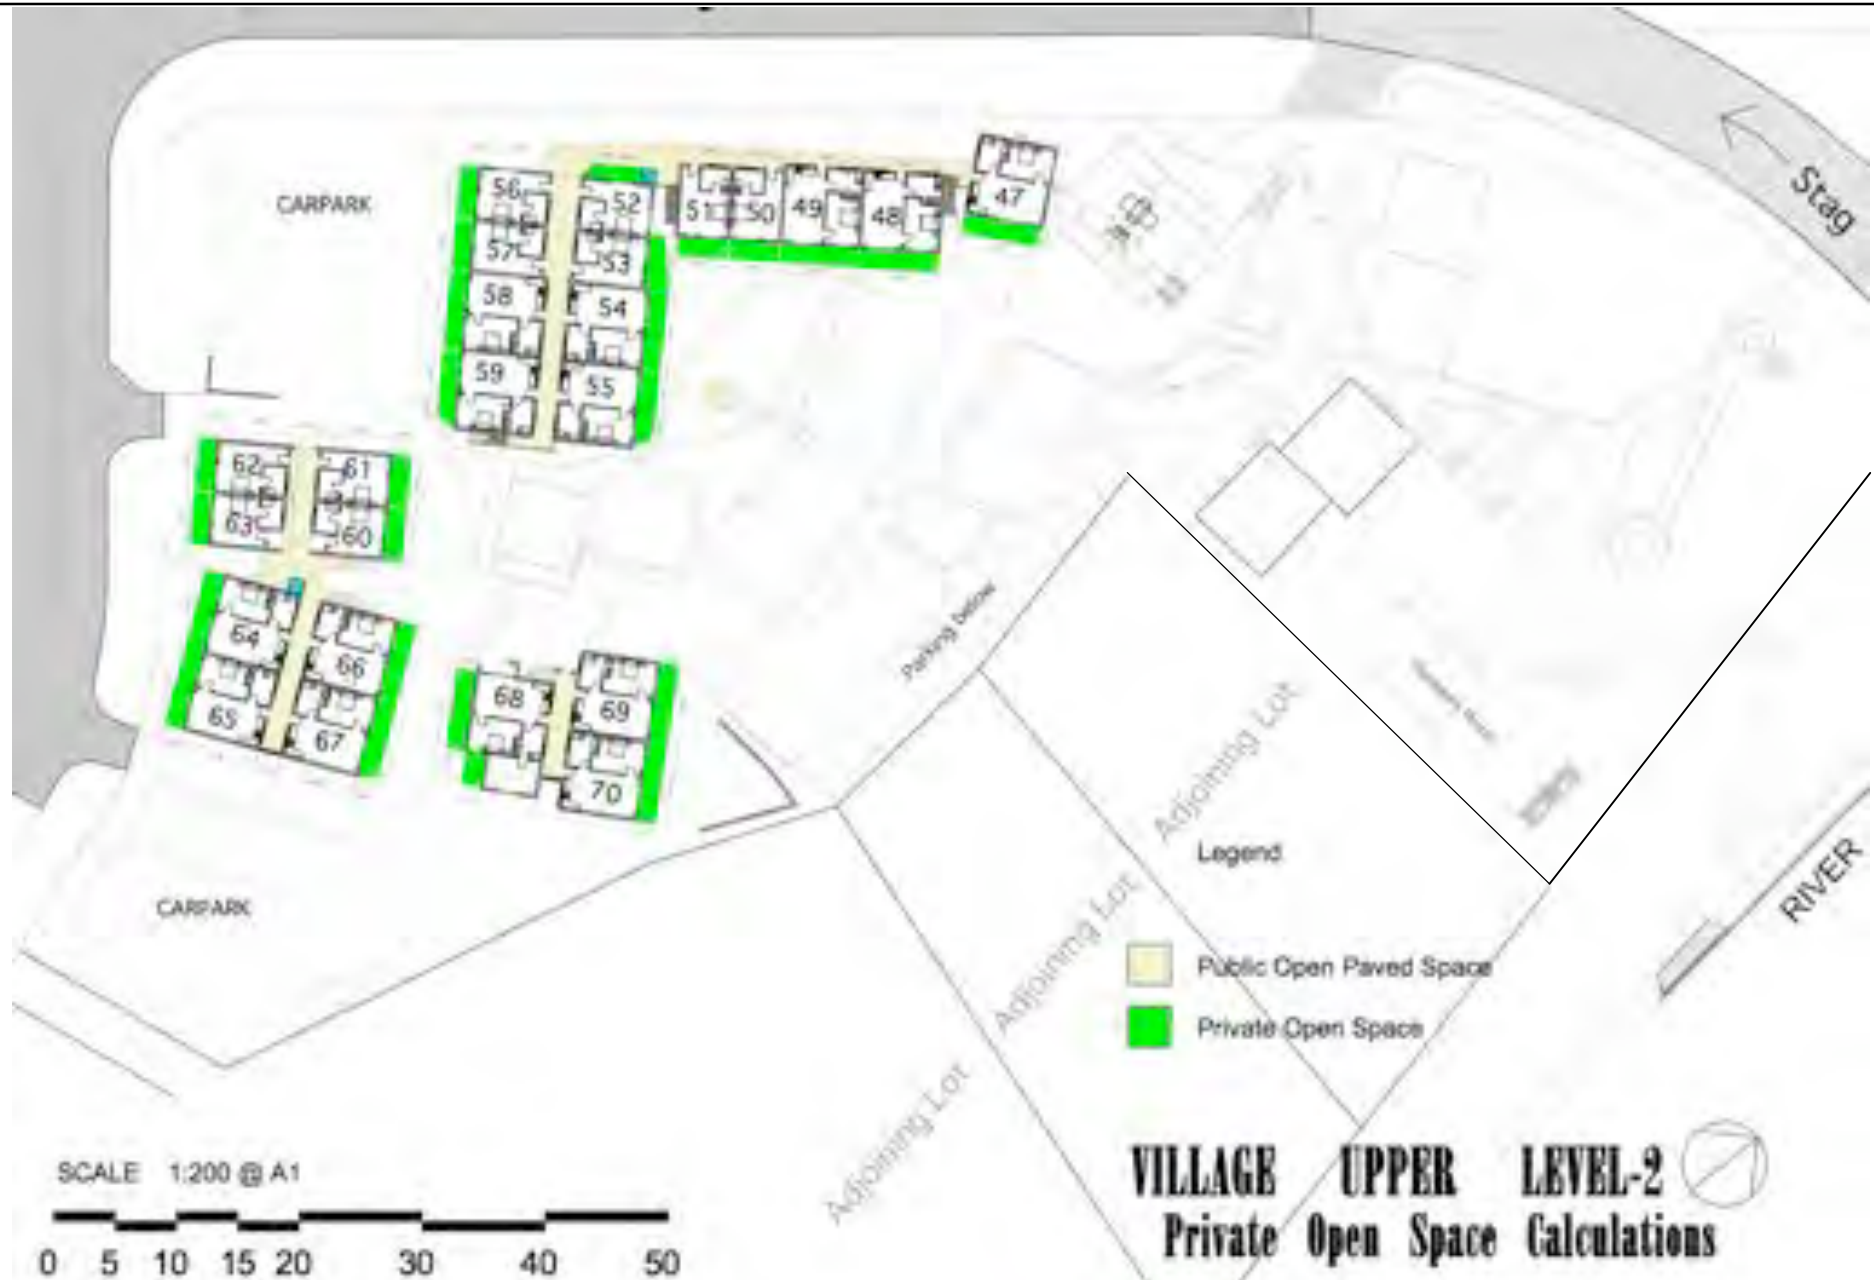 Stag
CARPARK
56
52
51
50
49
48
47
57
53
58
54
59
55
62
61
63
60
64
66
65
67
68
69
70
Parking below
Adjoining Lot
Adjoining Lot
Adjoining Lot
RIVER
CARPARK
Legend
Public Open Paved Space
Private Open Space
SCALE 1:200 @ A1
0 5 10 15 20 30 40 50
VILLAGE UPPER LEVEL-2
Private Open Space Calculations